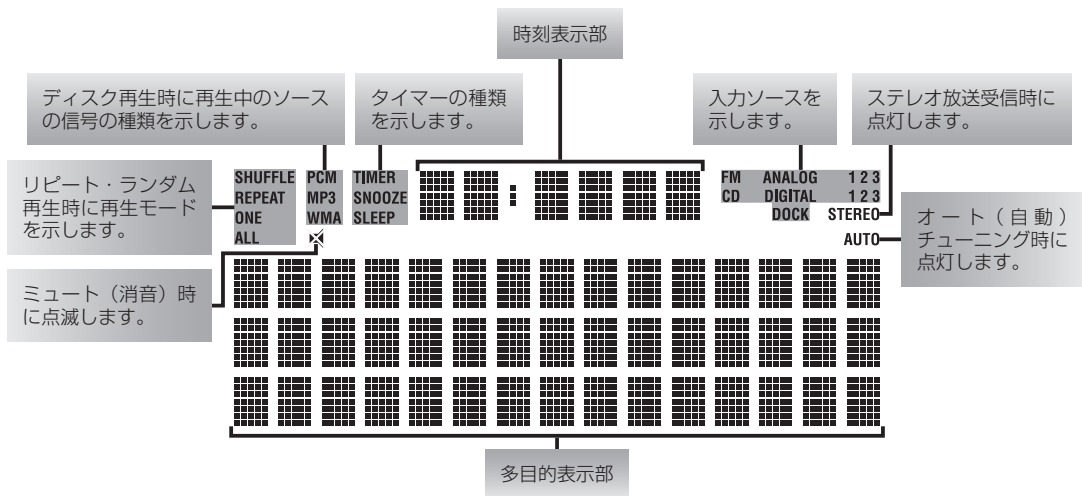 時刻表示部
ディスク再生時に再生中のソース
の信号の種類を示します。
タイマーの種類
を示します。
入力ソースを
示します。
ステレオ放送受信時に
点灯します。
リピート・ランダム
再生時に再生モード
を示します。
SHUFFLE PCM TIMER
REPEAT MP3 SNOOZE
ONE WMA SLEEP
ALL
FM ANALOG 1 2 3
CD DIGITAL 1 2 3
DOCK STEREO
AUTO
オート（自動）
チューニング時に
点灯します。
ミュート（消音）時
に点滅します。
多目的表示部